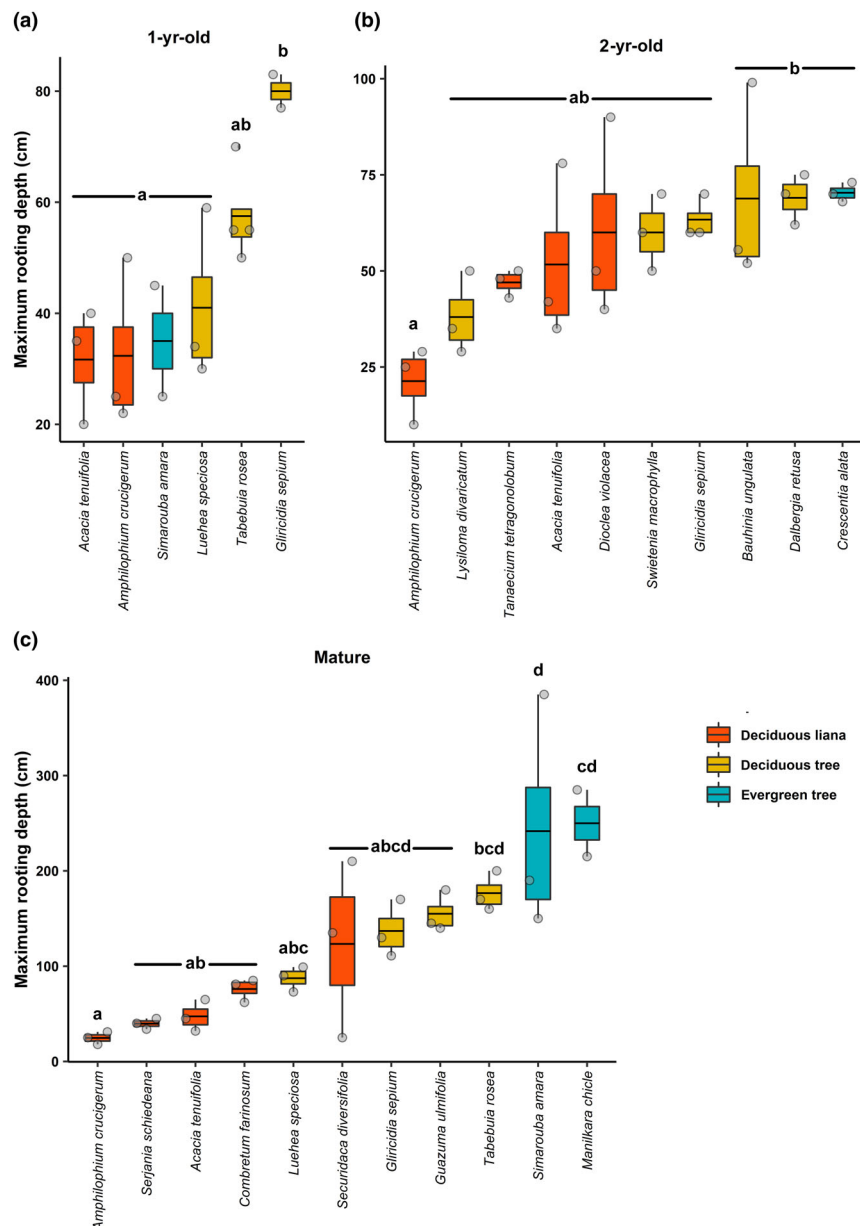 (a)
1-yr-old
Maximum rooting depth (cm)
80
60
40
20
a
ab
b
Acacia tenuifolia
Amphilophium crucigerum
Simarouba amara
Luehea speciosa
Tabebuia rosea
Gliricidia sepium
(b)
2-yr-old
100
75
50
25
a
ab
b
Amphilophium crucigerum
Lysiloma divaricatum
Tanaecium tetragonolobum
Acacia tenuifolia
Dioclea violacea
Swietenia macrophylla
Gliricidia sepium
Bauhinia ungulata
Dalbergia retusa
Crescentia alata
(c)
Mature
Maximum rooting depth (cm)
400
300
200
100
0
a
ab
abc
abcd
bcd
d
cd
Amphilophium crucigerum
Serjania schiedeana
Acacia tenuifolia
Combretum farinosum
Luehea speciosa
Securidaca diversifolia
Gliricidia sepium
Guazuma ulmifolia
Tabebuia rosea
Simarouba amara
Manilkara chicle
Deciduous liana
Deciduous tree
Evergreen tree